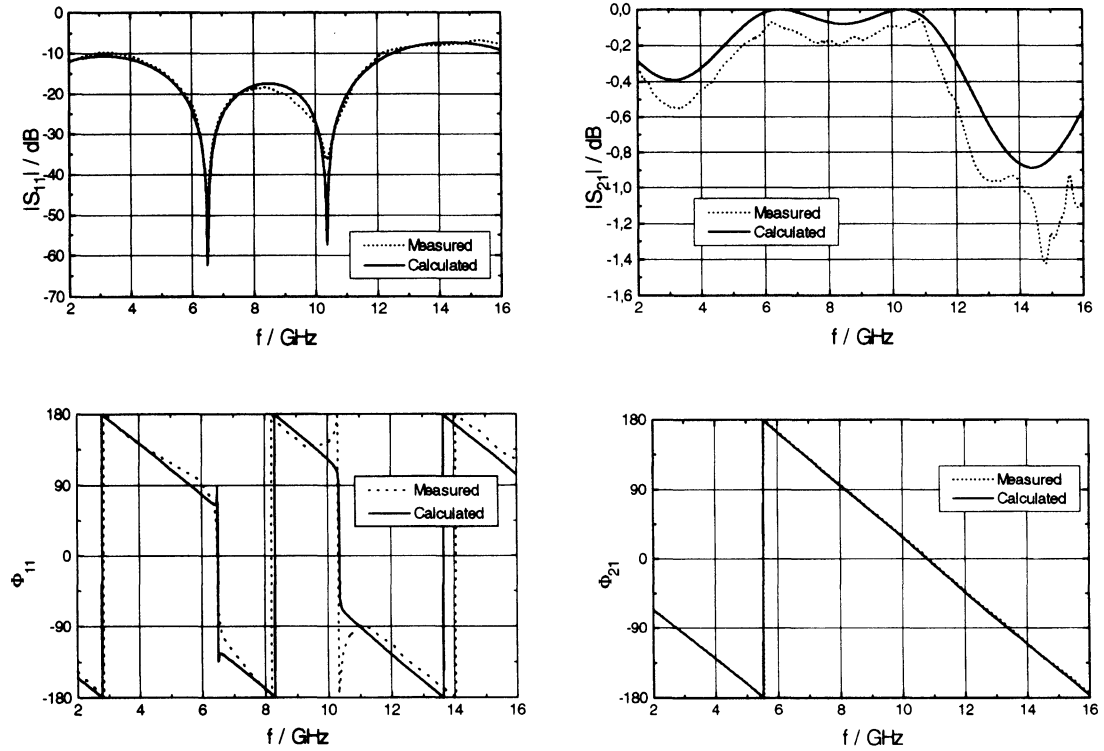 0
-10
-20
-30
-40
-50
-60
-70
|S11| / dB
Measured
Calculated
2 4 6 8 10 12 14 16
f / GHz
0,0
-0,2
-0,4
-0,6
-0,8
-1,0
-1,2
-1,4
-1,6
|S21| / dB
Measured
Calculated
2 4 6 8 10 12 14 16
f / GHz
180
90
0
-90
-180
Φ11
Measured
Calculated
2 4 6 8 10 12 14 16
f / GHz
180
90
0
-90
-180
Φ21
Measured
Calculated
2 4 6 8 10 12 14 16
f / GHz